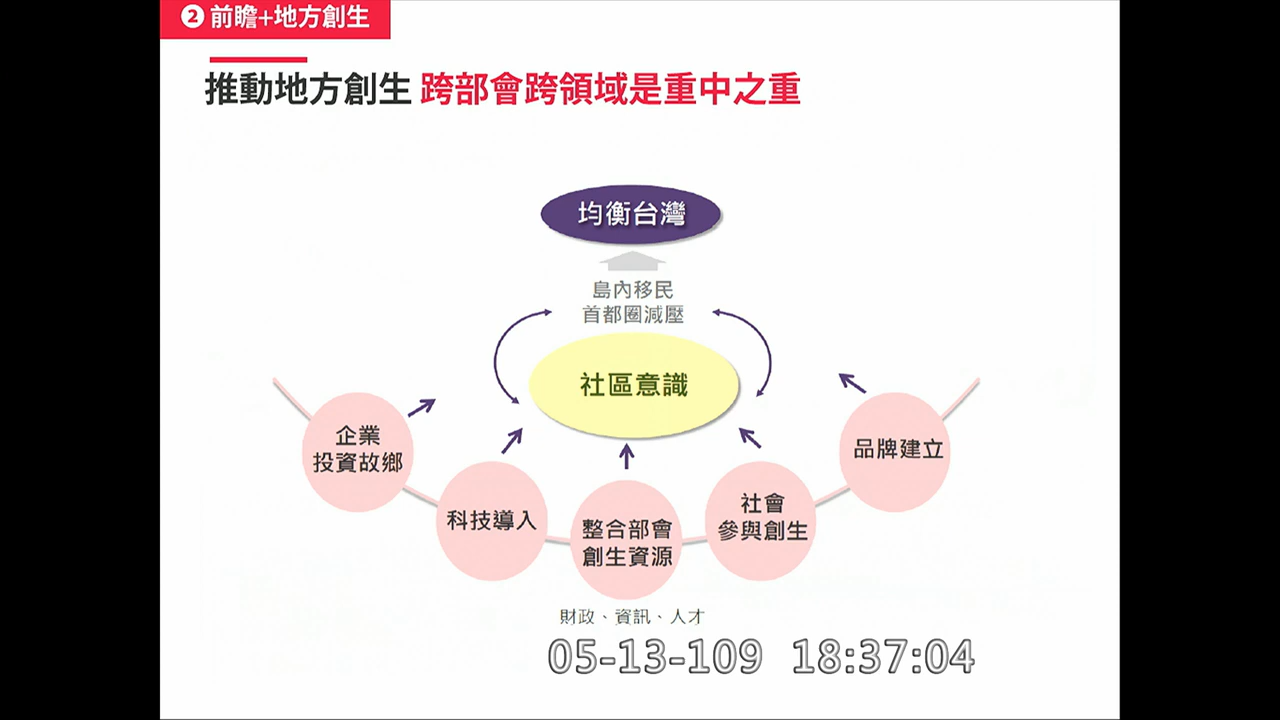 ❷ 前瞻+地方創生
推動地方創生 跨部會跨領域是重中之重
均衡台灣
島內移民
首都圈減壓
社區意識
企業
投資故鄉
科技導入
整合部會
創生資源
社會
參與創生
品牌建立
財政、資訊、人才
05-13-109 18:37:04